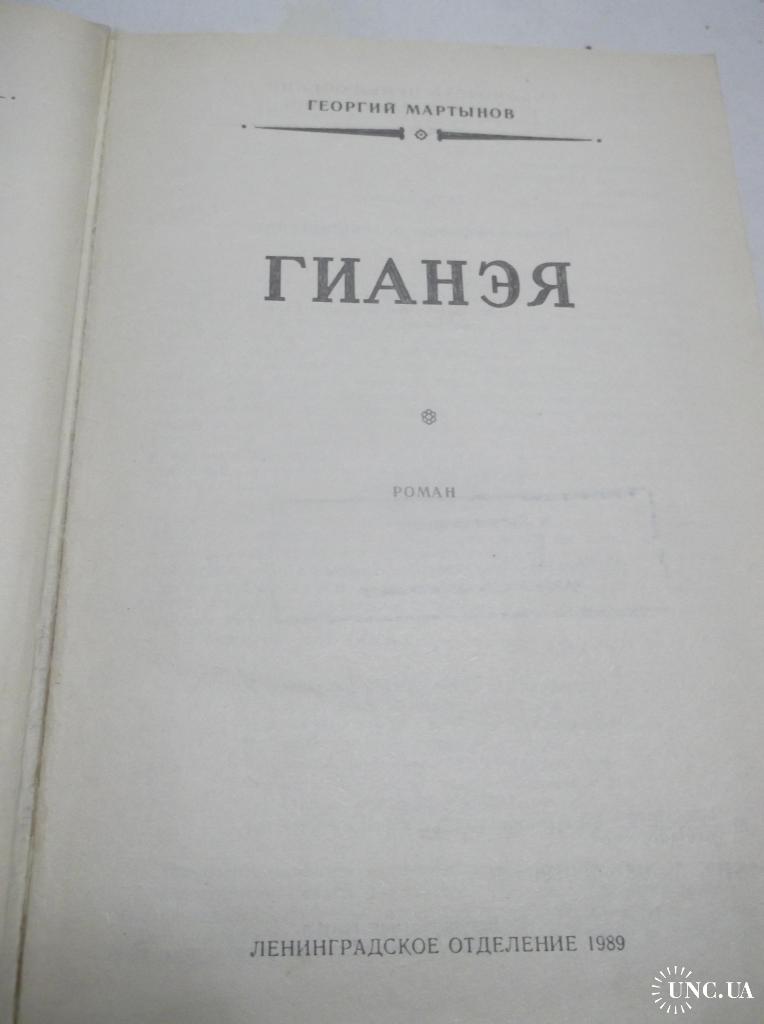 ГЕОРГИЙ МАРТЫНОВ
ГИАНЭЯ
РОМАН
ЛЕНИНГРАДСКОЕ ОТДЕЛЕНИЕ 1989
UNC.UA